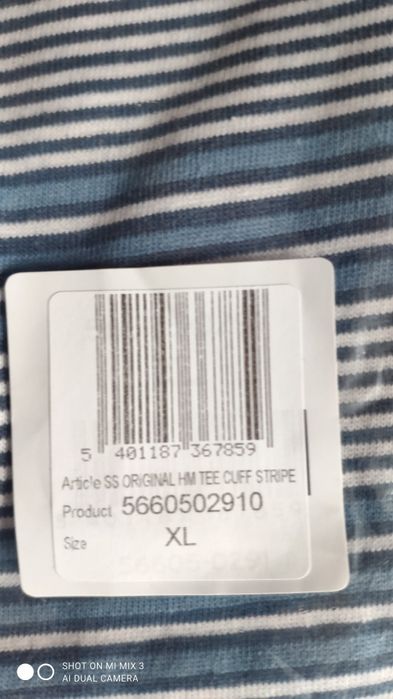 5 401187 367859
Article SS ORIGINAL HM TEE CUFF STRIPE
Product 5660502910
Size XL
SHOT ON MI MIX 3
AI DUAL CAMERA